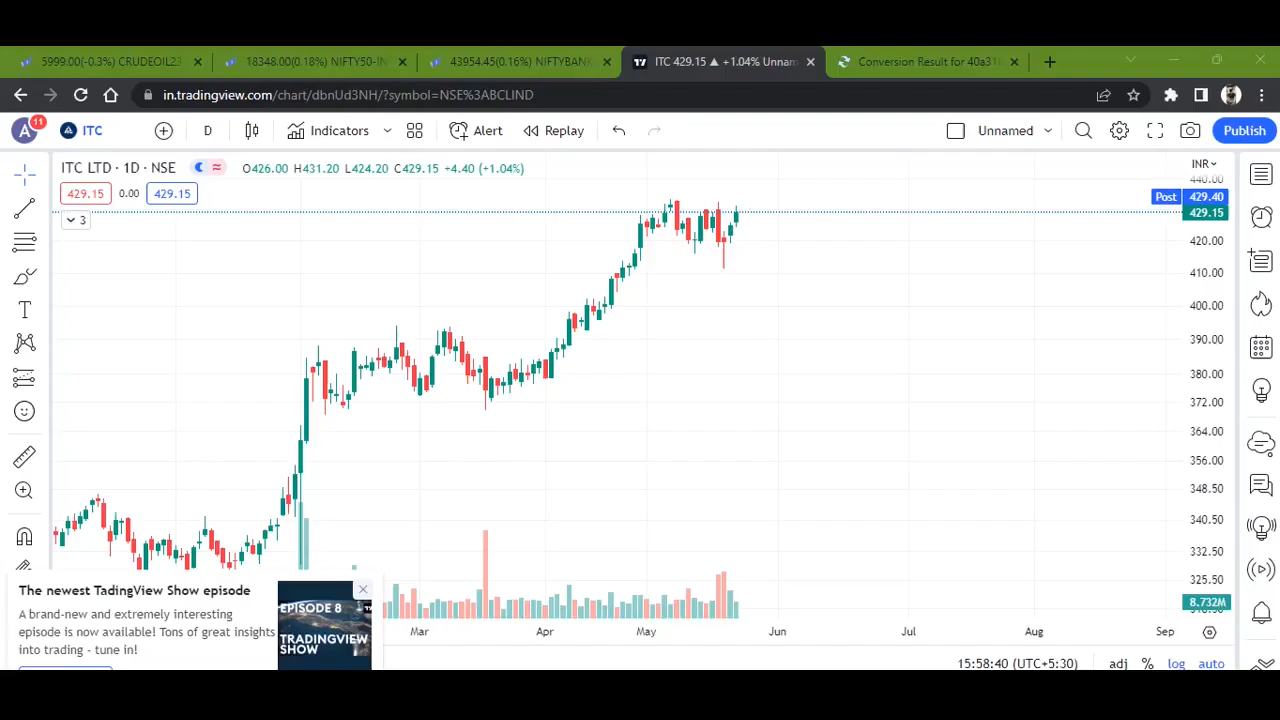 5999.00(-0.3%) CRUDEOIL23
18348.00(0.18%) NIFTY50-IN
43954.45(0.16%) NIFTYBANK
ITC 429.15 ▲ +1.04% Unnam
Conversion Result for 40a31
in.tradingview.com/chart/dbnUd3NH/?symbol=NSE%3ABCLIND
A 11 ITC D Indicators Alert Replay Unnamed Publish
ITC LTD · 1D · NSE O426.00 H431.20 L424.20 C429.15 +4.40 (+1.04%)
INR
440.00
429.15 0.00 429.15
Post 429.40
429.15
3
420.00
410.00
400.00
390.00
380.00
372.00
364.00
356.00
348.50
340.50
332.50
325.50
8.732M
The newest TadingView Show episode
A brand-new and extremely interesting
episode is now available! Tons of great insights
into trading - tune in!
EPISODE 8
TRADINGVIEW
SHOW
Mar Apr May Jun Jul Aug Sep
15:58:40 (UTC+5:30) adj % log auto